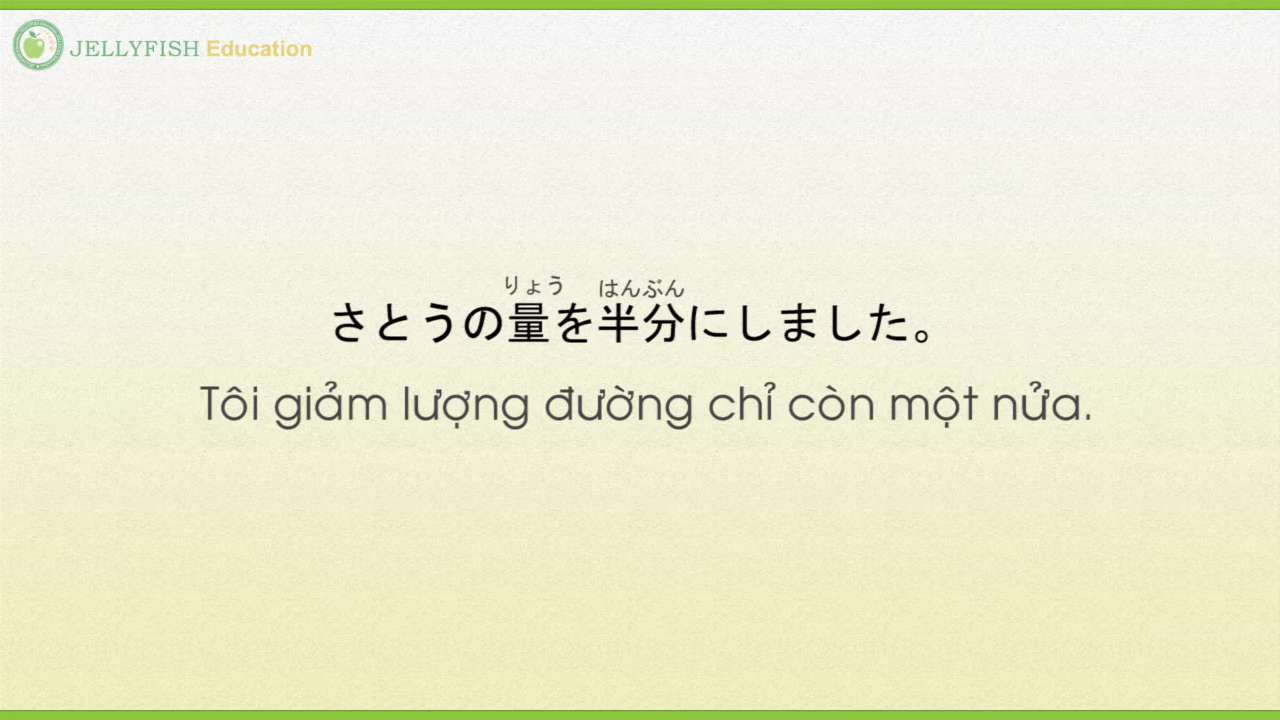 JELLYFISH Education
りょう はんぶん
さとうの量を半分にしました。
Tôi giảm lượng đường chỉ còn một nửa.